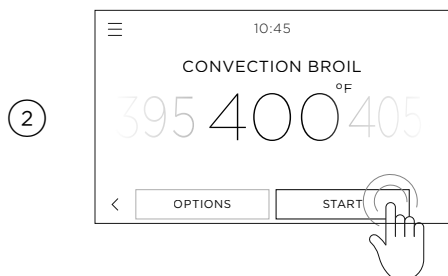 10:45
CONVECTION BROIL
2
395 400°F 405
OPTIONS START